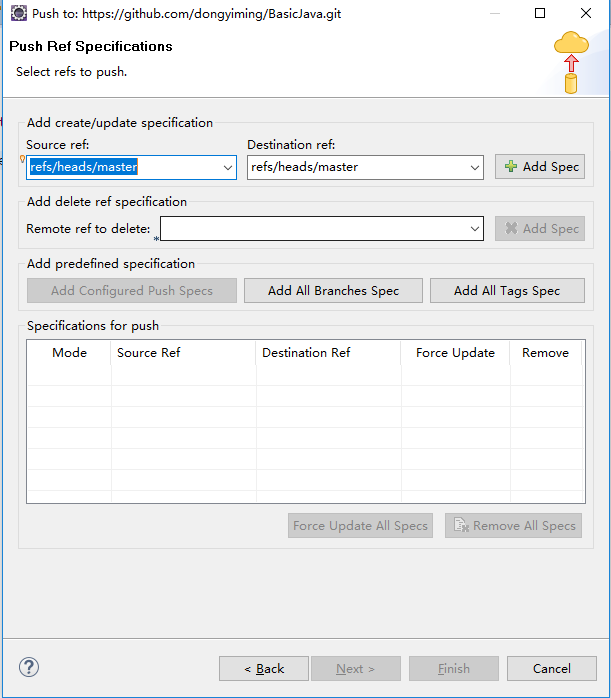 Push to: https://github.com/dongyiming/BasicJava.git
Push Ref Specifications
Select refs to push.
Add create/update specification
Source ref: Destination ref:
refs/heads/master refs/heads/master Add Spec
Add delete ref specification
Remote ref to delete: Add Spec
Add predefined specification
Add Configured Push Specs Add All Branches Spec Add All Tags Spec
Specifications for push
Mode Source Ref Destination Ref Force Update Remove
Force Update All Specs Remove All Specs
< Back Next > Finish Cancel